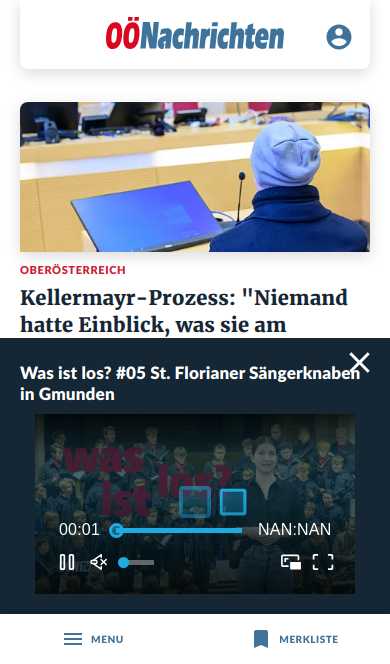 OÖNachrichten
OBERÖSTERREICH
Kellermayr-Prozess: "Niemand
hatte Einblick, was sie am
Was ist los? #05 St. Florianer Sängerknaben
in Gmunden
was
ist los?
00:01
NAN:NAN
MENU
MERKLISTE